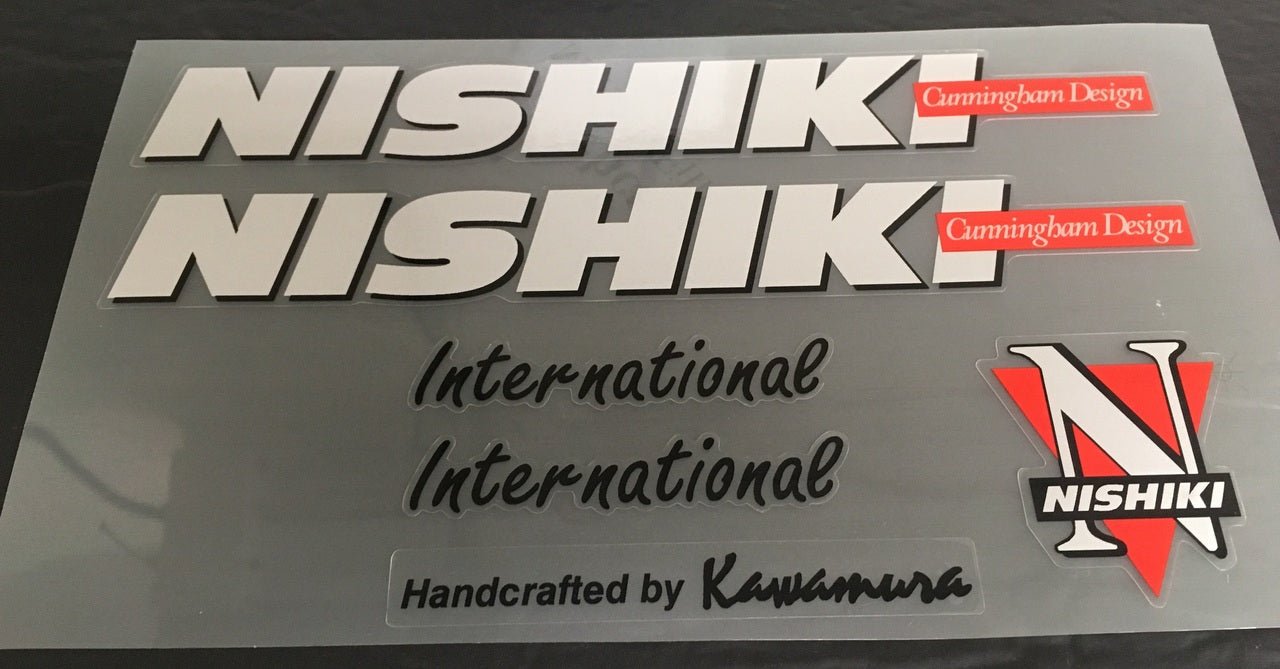 NISHIKI Cunningham Design
NISHIKI Cunningham Design
International
International
N
NISHIKI
Handcrafted by Kawamura